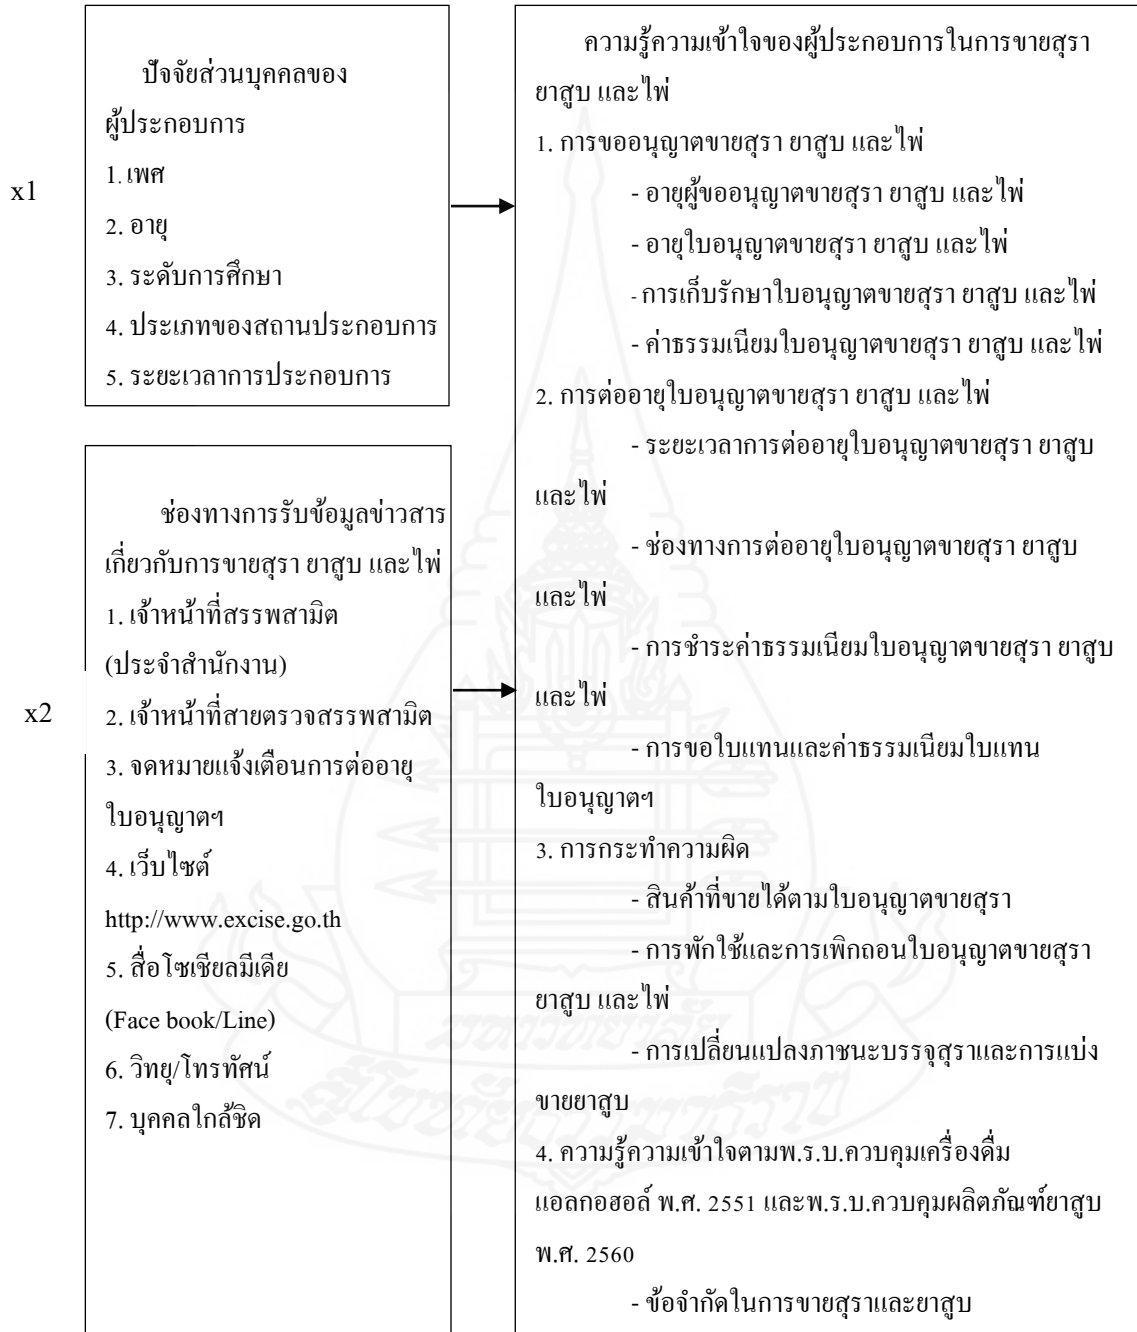 x1
ปัจจัยส่วนบุคคลของ
ผู้ประกอบการ
1. เพศ
2. อายุ
3. ระดับการศึกษา
4. ประเภทของสถานประกอบการ
5. ระยะเวลาการประกอบการ
x2
ช่องทางการรับข้อมูลข่าวสาร
เกี่ยวกับการขายสุรา ยาสูบ และไพ่
1. เจ้าหน้าที่สรรพสามิต
(ประจำสำนักงาน)
2. เจ้าหน้าที่สายตรวจสรรพสามิต
3. จดหมายแจ้งเตือนการต่ออายุ
ใบอนุญาตฯ
4. เว็บไซต์
http://www.excise.go.th
5. สื่อโซเชียลมีเดีย
(Face book/Line)
6. วิทยุ/โทรทัศน์
7. บุคคลใกล้ชิด
ความรู้ความเข้าใจของผู้ประกอบการในการขายสุรา
ยาสูบ และไพ่
1. การขออนุญาตขายสุรา ยาสูบ และไพ่
- อายุผู้ขออนุญาตขายสุรา ยาสูบ และไพ่
- อายุใบอนุญาตขายสุรา ยาสูบ และไพ่
- การเก็บรักษาใบอนุญาตขายสุรา ยาสูบ และไพ่
- ค่าธรรมเนียมใบอนุญาตขายสุรา ยาสูบ และไพ่
2. การต่ออายุใบอนุญาตขายสุรา ยาสูบ และไพ่
- ระยะเวลาการต่ออายุใบอนุญาตขายสุรา ยาสูบ
และไพ่
- ช่องทางการต่ออายุใบอนุญาตขายสุรา ยาสูบ
และไพ่
- การชำระค่าธรรมเนียมใบอนุญาตขายสุรา ยาสูบ
และไพ่
- การขอใบแทนและค่าธรรมเนียมใบแทน
ใบอนุญาตฯ
3. การกระทำความผิด
- สินค้าที่ขายได้ตามใบอนุญาตขายสุรา
- การพักใช้และการเพิกถอนใบอนุญาตขายสุรา
ยาสูบ และไพ่
- การเปลี่ยนแปลงภาชนะบรรจุสุราและการแบ่ง
ขายยาสูบ
4. ความรู้ความเข้าใจตามพ.ร.บ.ควบคุมเครื่องดื่ม
แอลกอฮอล์ พ.ศ. 2551 และพ.ร.บ.ควบคุมผลิตภัณฑ์ยาสูบ
พ.ศ. 2560
- ข้อจำกัดในการขายสุราและยาสูบ
มหาวิทยาลัย
สุโขทัยธรรมาธิราช